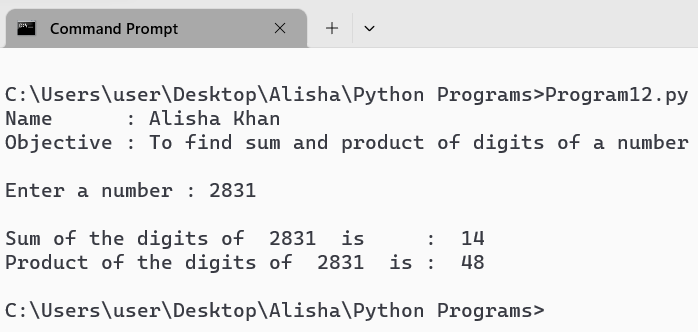 Command Prompt
C:\Users\user\Desktop\Alisha\Python Programs>Program12.py
Name      : Alisha Khan
Objective : To find sum and product of digits of a number
Enter a number : 2831
Sum of the digits of  2831  is     :  14
Product of the digits of  2831  is :  48
C:\Users\user\Desktop\Alisha\Python Programs>